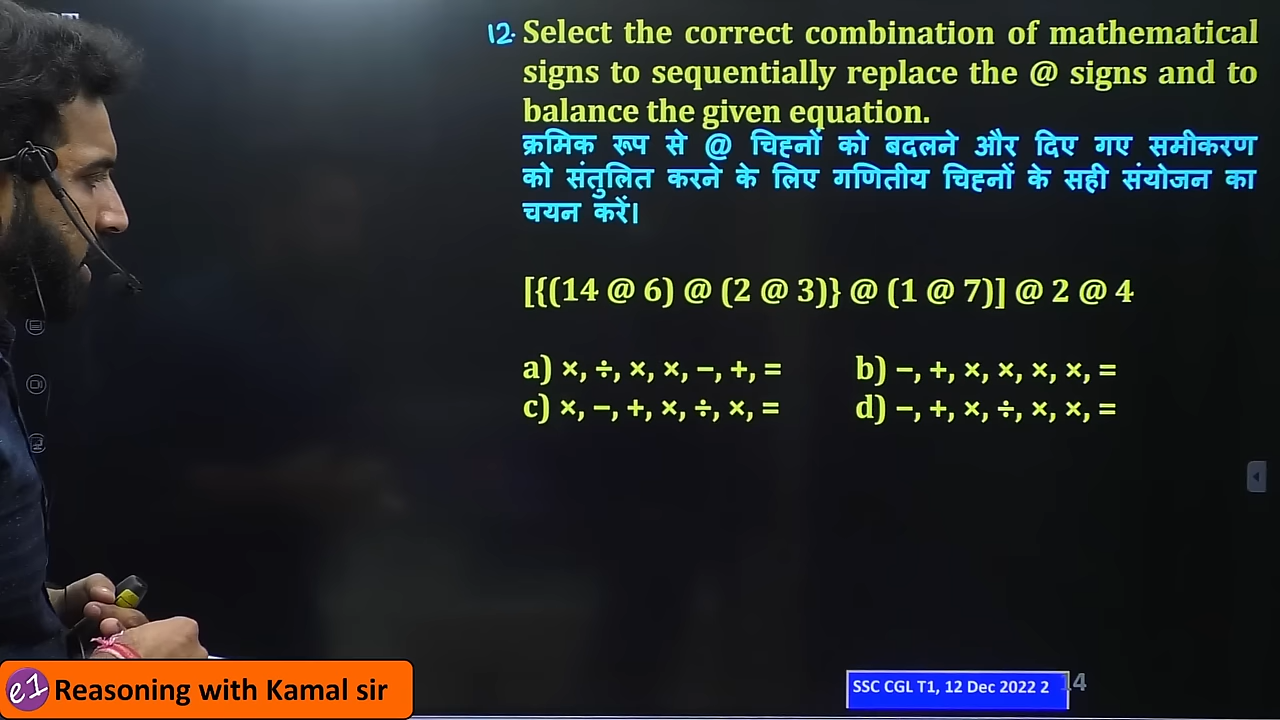 12. Select the correct combination of mathematical
signs to sequentially replace the @ signs and to
balance the given equation.
क्रमिक रूप से @ चिह्नों को बदलने और दिए गए समीकरण
को संतुलित करने के लिए गणितीय चिह्नों के सही संयोजन का
चयन करें।
[{(14 @ 6) @ (2 @ 3)} @ (1 @ 7)] @ 2 @ 4
a) ×, ÷, ×, ×, −, +, = b) −, +, ×, ×, ×, ×, =
c) ×, −, +, ×, ÷, ×, = d) −, +, ×, ÷, ×, ×, =
e1 Reasoning with Kamal sir
SSC CGL T1, 12 Dec 2022 2 14